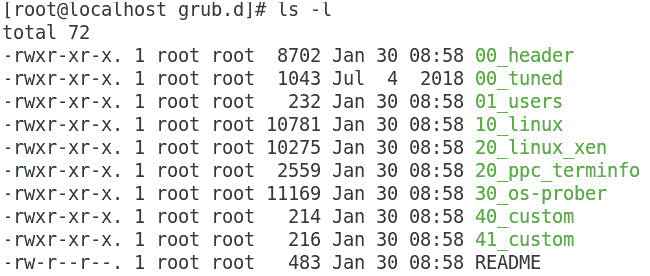 [root@localhost grub.d]# ls -l
total 72
-rwxr-xr-x. 1 root root  8702 Jan 30 08:58 00_header
-rwxr-xr-x. 1 root root  1043 Jul  4  2018 00_tuned
-rwxr-xr-x. 1 root root   232 Jan 30 08:58 01_users
-rwxr-xr-x. 1 root root 10781 Jan 30 08:58 10_linux
-rwxr-xr-x. 1 root root 10275 Jan 30 08:58 20_linux_xen
-rwxr-xr-x. 1 root root  2559 Jan 30 08:58 20_ppc_terminfo
-rwxr-xr-x. 1 root root 11169 Jan 30 08:58 30_os-prober
-rwxr-xr-x. 1 root root   214 Jan 30 08:58 40_custom
-rwxr-xr-x. 1 root root   216 Jan 30 08:58 41_custom
-rw-r--r--. 1 root root   483 Jan 30 08:58 README